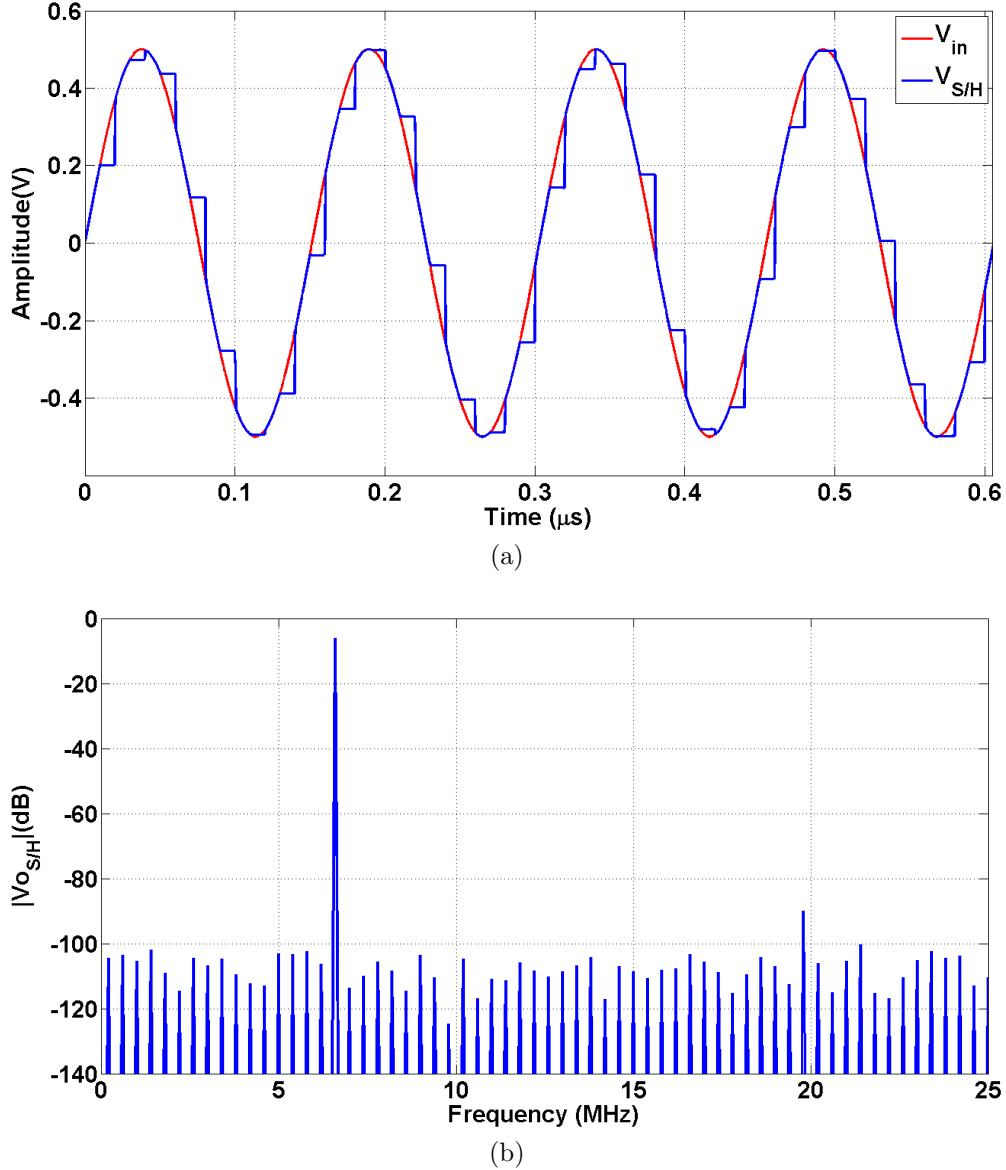 V_in
V_S/H
Amplitude(V)
0.4
0.2
0
-0.2
-0.4
0 0.1 0.2 0.3 0.4 0.5 0.6
Time (μs)
(a)
|Vo_S/H|(dB)
0
-20
-40
-60
-80
-100
-120
-140
0 5 10 15 20 25
Frequency (MHz)
(b)